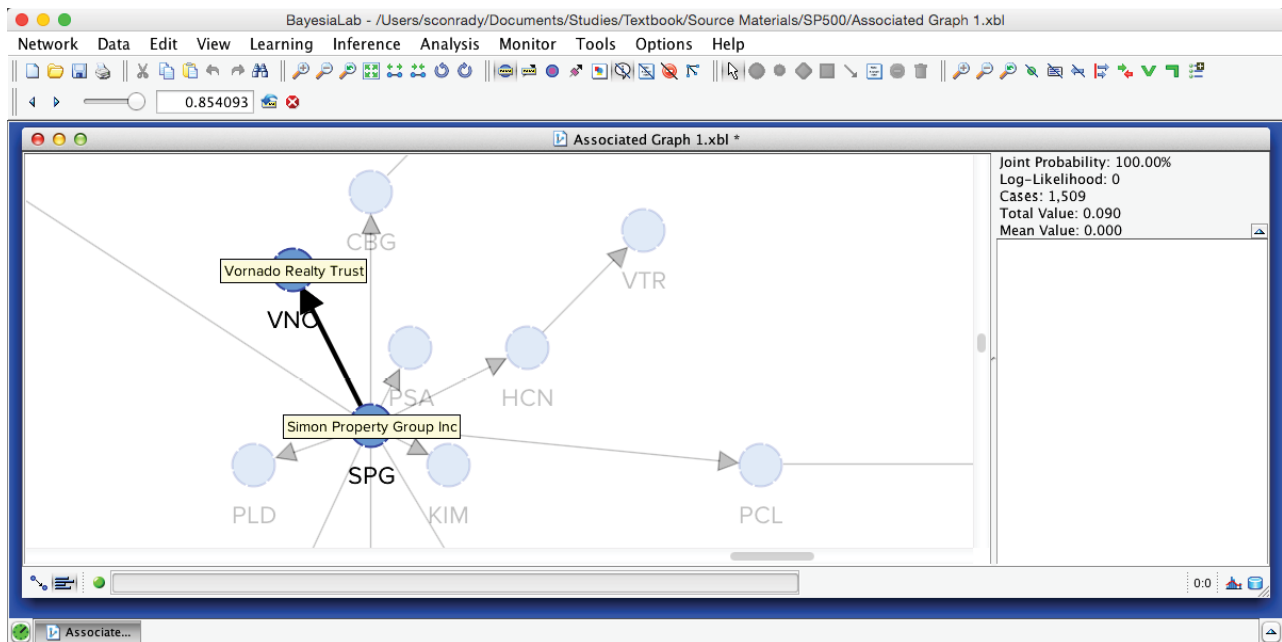 BayesiaLab - /Users/sconrady/Documents/Studies/Textbook/Source Materials/SP500/Associated Graph 1.xbl
Network Data Edit View Learning Inference Analysis Monitor Tools Options Help
0.854093
Associated Graph 1.xbl *
Joint Probability: 100.00%
Log-Likelihood: 0
Cases: 1,509
Total Value: 0.090
Mean Value: 0.000
CBG
Vornado Realty Trust
VTR
VNO
PSA
HCN
Simon Property Group Inc
SPG
PLD
KIM
PCL
0:0
Associate...